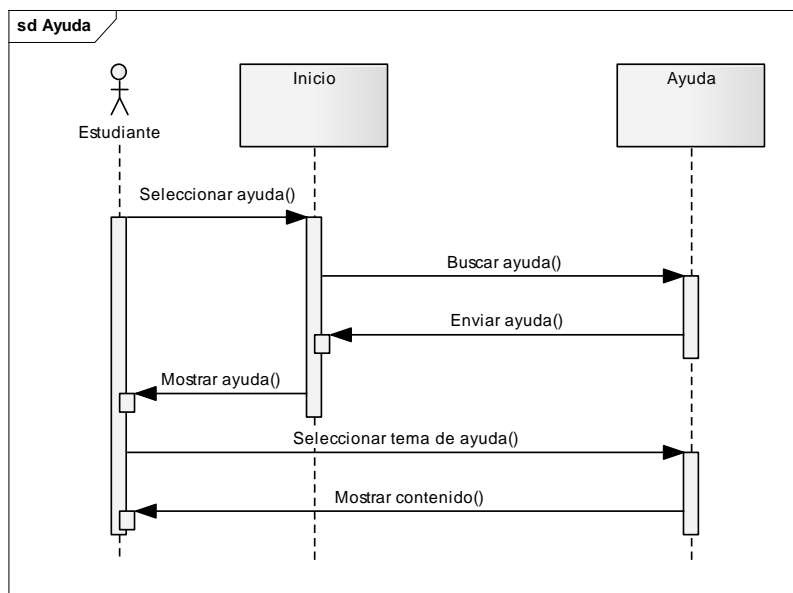 sd Ayuda
Estudiante
Inicio
Ayuda
Seleccionar ayuda()
Buscar ayuda()
Enviar ayuda()
Mostrar ayuda()
Seleccionar tema de ayuda()
Mostrar contenido()